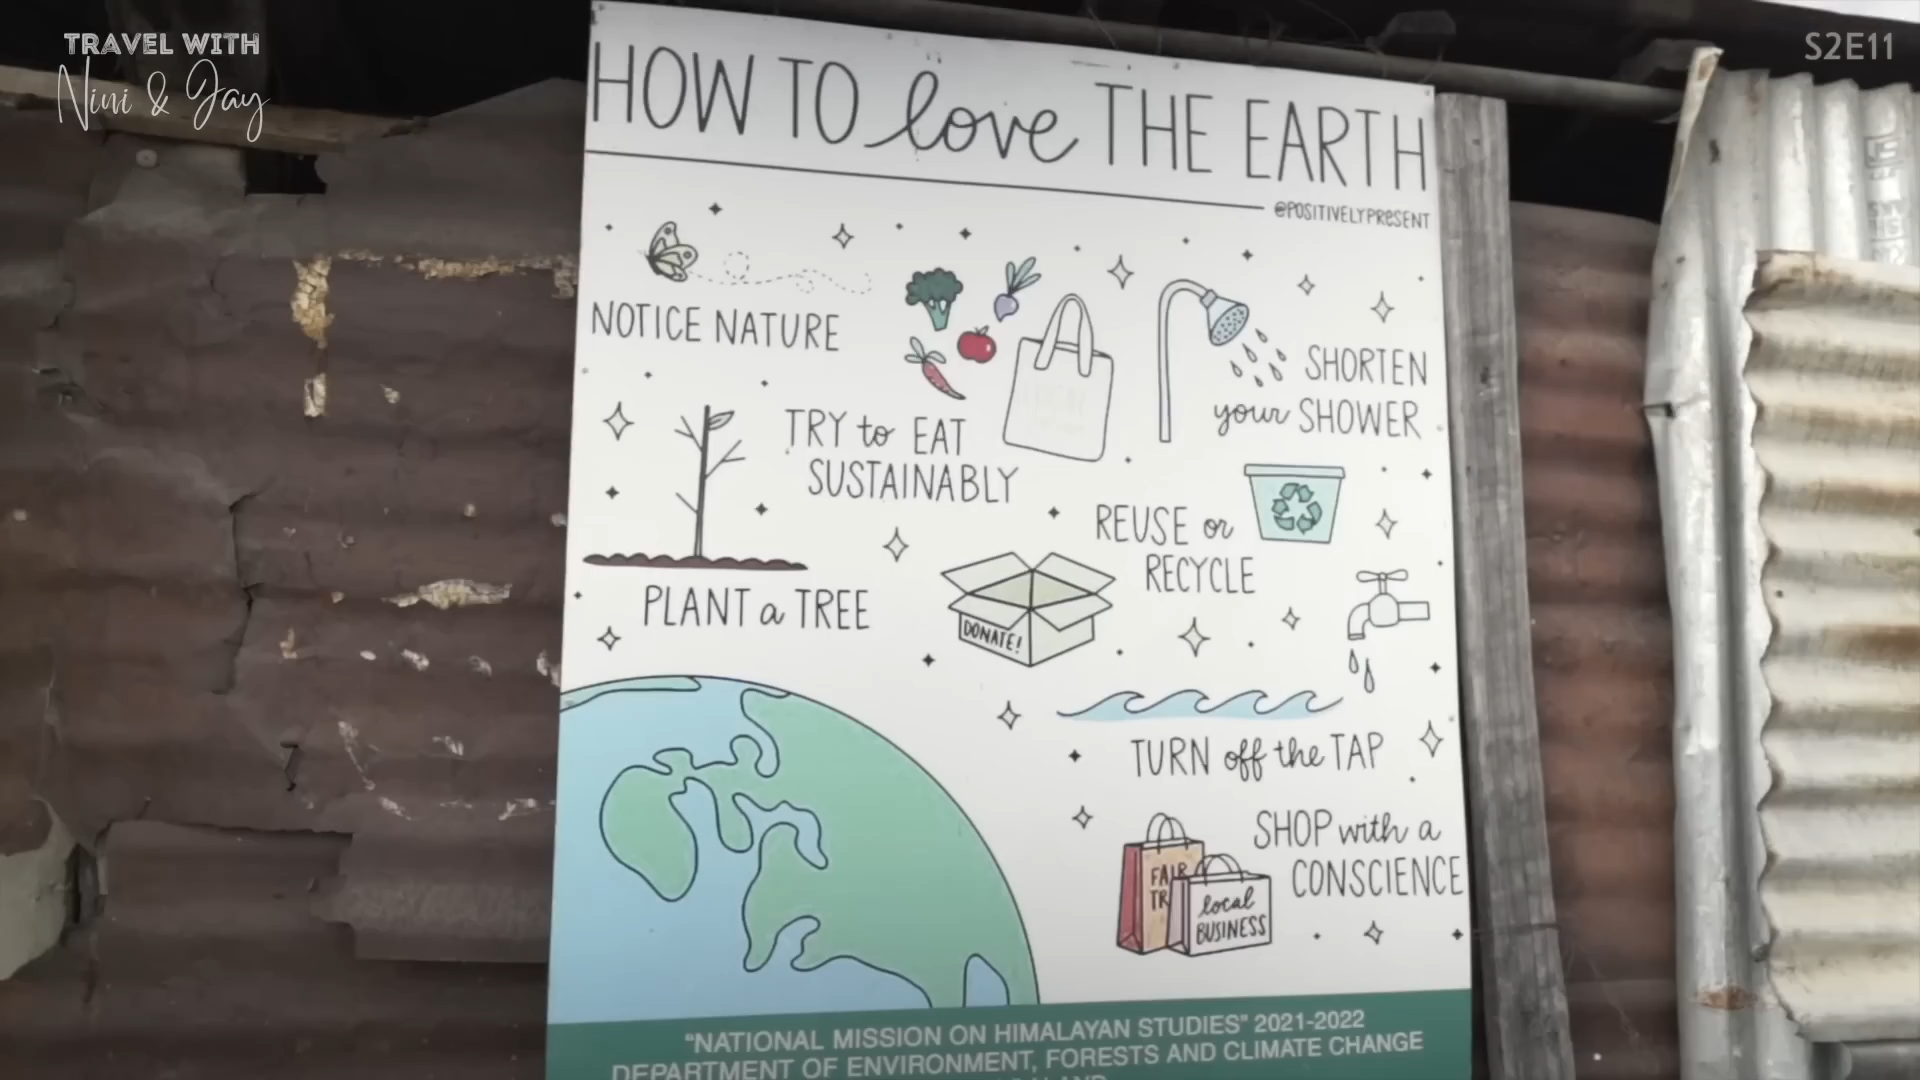 TRAVEL WITH
Nini & Jay
S2E11
HOW TO love THE EARTH
@POSITIVELYPRESENT
NOTICE NATURE
SHORTEN
your SHOWER
TRY to EAT
SUSTAINABLY
REUSE or
RECYCLE
PLANT a TREE
DONATE!
TURN off the TAP
SHOP with a
CONSCIENCE
FAIR
TR
local
BUSINESS
"NATIONAL MISSION ON HIMALAYAN STUDIES" 2021-2022
DEPARTMENT OF ENVIRONMENT, FORESTS AND CLIMATE CHANGE